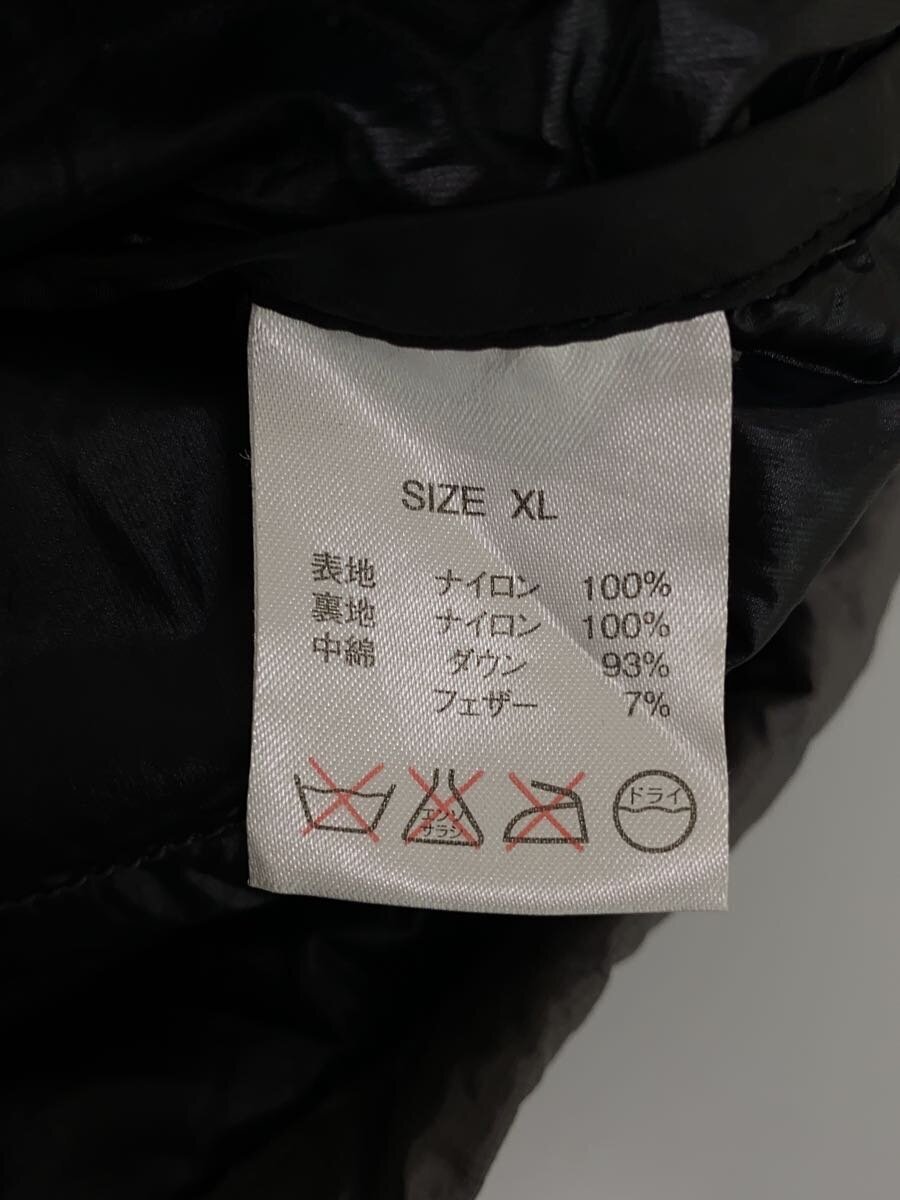 SIZE XL
表地 ナイロン 100%
裏地 ナイロン 100%
中綿 ダウン 93%
フェザー 7%
エンソ
サラシ
ドライ